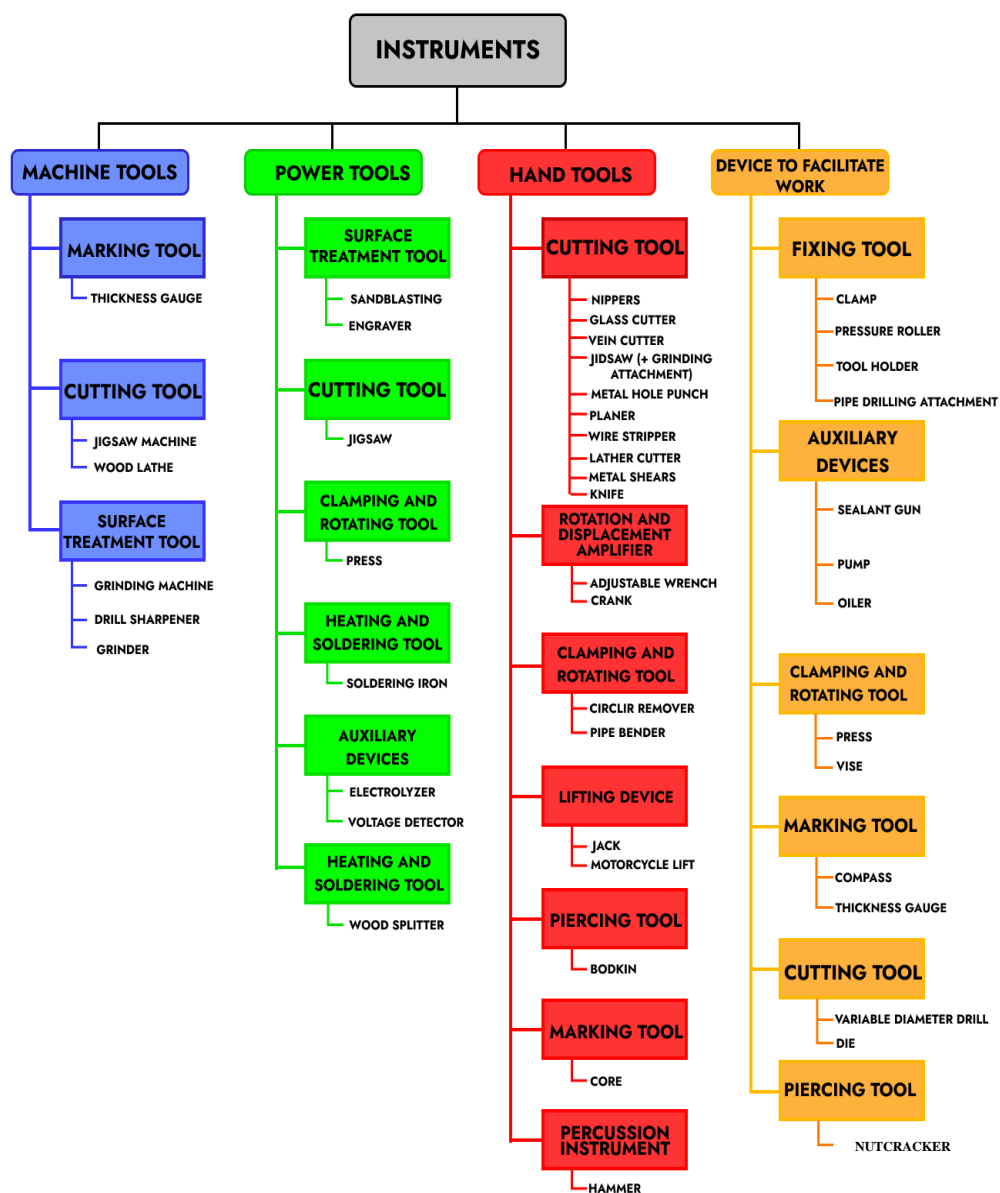 INSTRUMENTS
MACHINE TOOLS
MARKING TOOL
THICKNESS GAUGE
CUTTING TOOL
JIGSAW MACHINE
WOOD LATHE
SURFACE
TREATMENT TOOL
GRINDING MACHINE
DRILL SHARPENER
GRINDER
POWER TOOLS
SURFACE
TREATMENT TOOL
SANDBLASTING
ENGRAVER
CUTTING TOOL
JIGSAW
CLAMPING AND
ROTATING TOOL
PRESS
HEATING AND
SOLDERING TOOL
SOLDERING IRON
AUXILIARY
DEVICES
ELECTROLYZER
VOLTAGE DETECTOR
HEATING AND
SOLDERING TOOL
WOOD SPLITTER
HAND TOOLS
CUTTING TOOL
NIPPERS
GLASS CUTTER
VEIN CUTTER
JIDSAW (+ GRINDING
ATTACHMENT)
METAL HOLE PUNCH
PLANER
WIRE STRIPPER
LATHER CUTTER
METAL SHEARS
KNIFE
ROTATION AND
DISPLACEMENT
AMPLIFIER
ADJUSTABLE WRENCH
CRANK
CLAMPING AND
ROTATING TOOL
CIRCLIR REMOVER
PIPE BENDER
LIFTING DEVICE
JACK
MOTORCYCLE LIFT
PIERCING TOOL
BODKIN
MARKING TOOL
CORE
PERCUSSION
INSTRUMENT
HAMMER
DEVICE TO FACILITATE
WORK
FIXING TOOL
CLAMP
PRESSURE ROLLER
TOOL HOLDER
PIPE DRILLING ATTACHMENT
AUXILIARY
DEVICES
SEALANT GUN
PUMP
OILER
CLAMPING AND
ROTATING TOOL
PRESS
VISE
MARKING TOOL
COMPASS
THICKNESS GAUGE
CUTTING TOOL
VARIABLE DIAMETER DRILL
DIE
PIERCING TOOL
NUTCRACKER